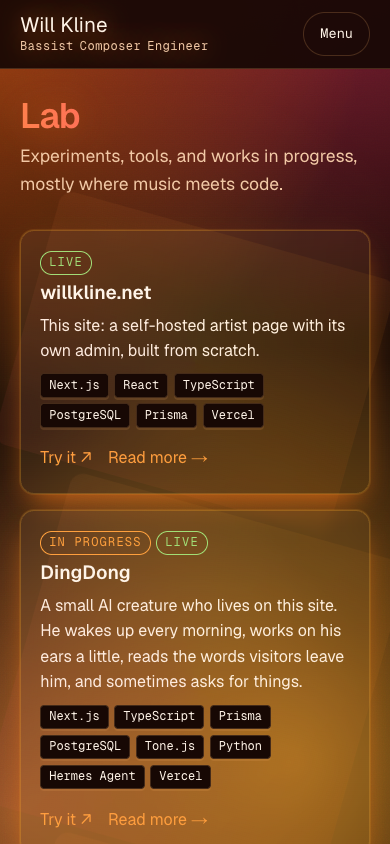 Will Kline
Bassist Composer Engineer
Menu
Lab
Experiments, tools, and works in progress,
mostly where music meets code.
LIVE
willkline.net
This site: a self-hosted artist page with its
own admin, built from scratch.
Next.js React TypeScript
PostgreSQL Prisma Vercel
Try it ↗ Read more →
IN PROGRESS LIVE
DingDong
A small AI creature who lives on this site.
He wakes up every morning, works on his
ears a little, reads the words visitors leave
him, and sometimes asks for things.
Next.js TypeScript Prisma
PostgreSQL Tone.js Python
Hermes Agent Vercel
Try it ↗ Read more →